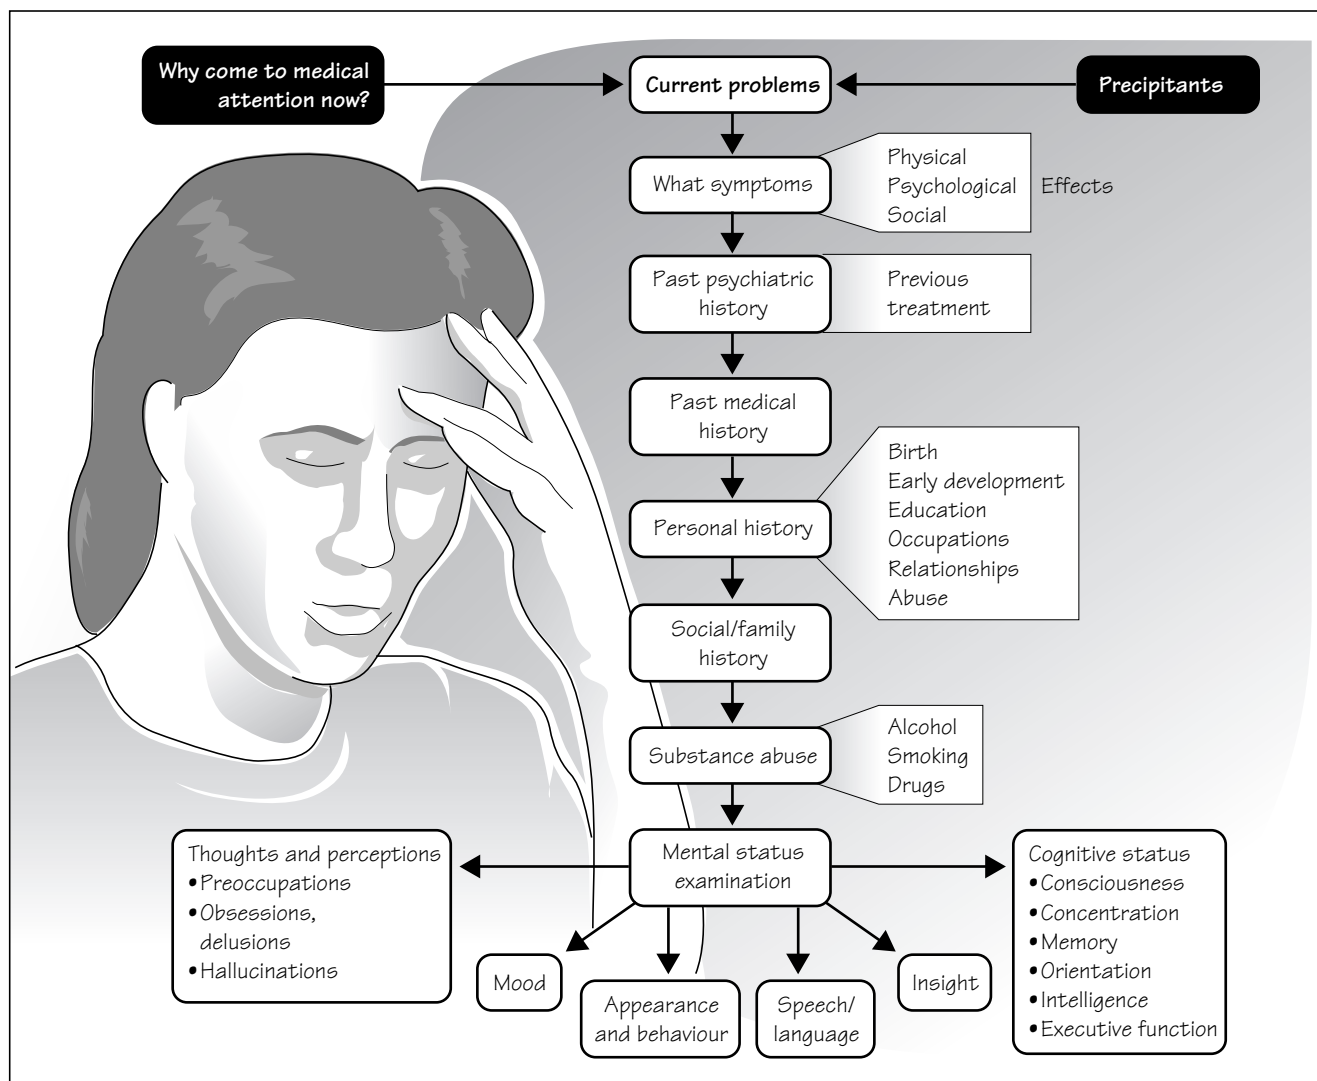 Why come to medical
attention now?
Current problems
Precipitants
What symptoms
Physical
Psychological
Social
Effects
Past psychiatric
history
Previous
treatment
Past medical
history
Personal history
Birth
Early development
Education
Occupations
Relationships
Abuse
Social/family
history
Substance abuse
Alcohol
Smoking
Drugs
Mental status
examination
Thoughts and perceptions
•Preoccupations
•Obsessions,
delusions
•Hallucinations
Mood
Appearance
and behaviour
Speech/
language
Insight
Cognitive status
•Consciousness
•Concentration
•Memory
•Orientation
•Intelligence
•Executive function